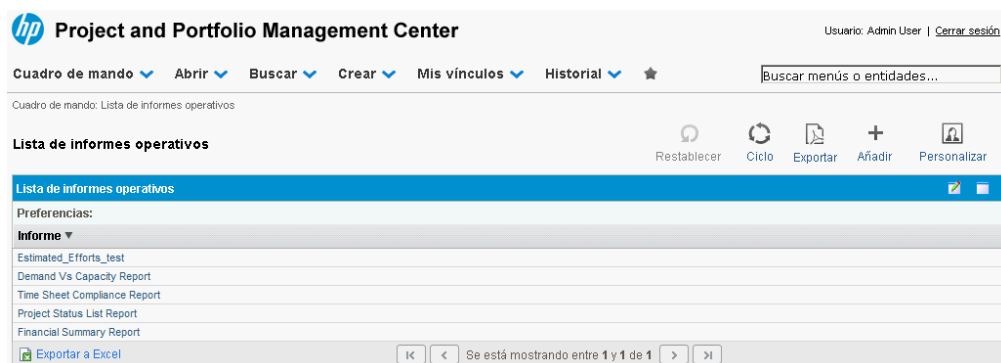 hp Project and Portfolio Management Center
Usuario: Admin User | Cerrar sesión
Cuadro de mando Abrir Buscar Crear Mis vínculos Historial
Buscar menús o entidades...
Cuadro de mando: Lista de informes operativos
Lista de informes operativos
Restablecer Ciclo Exportar Añadir Personalizar
Lista de informes operativos
Preferencias:
Informe
Estimated_Efforts_test
Demand Vs Capacity Report
Time Sheet Compliance Report
Project Status List Report
Financial Summary Report
Exportar a Excel
Se está mostrando entre 1 y 1 de 1